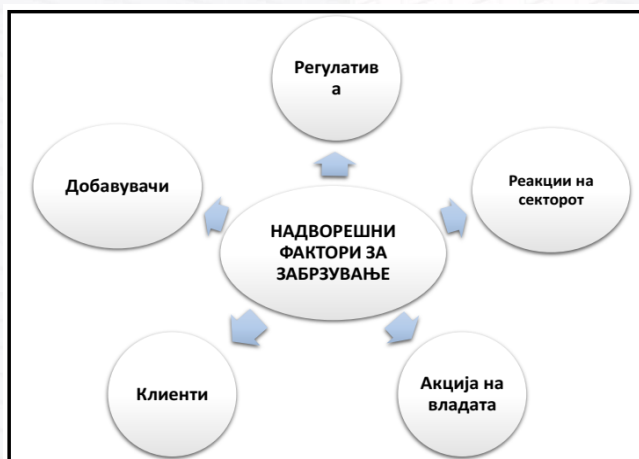 Регулатив
а
Добавувачи
Реакции на
секторот
НАДВОРЕШНИ
ФАКТОРИ ЗА
ЗАБРЗУВАЊЕ
Клиенти
Акција на
владата